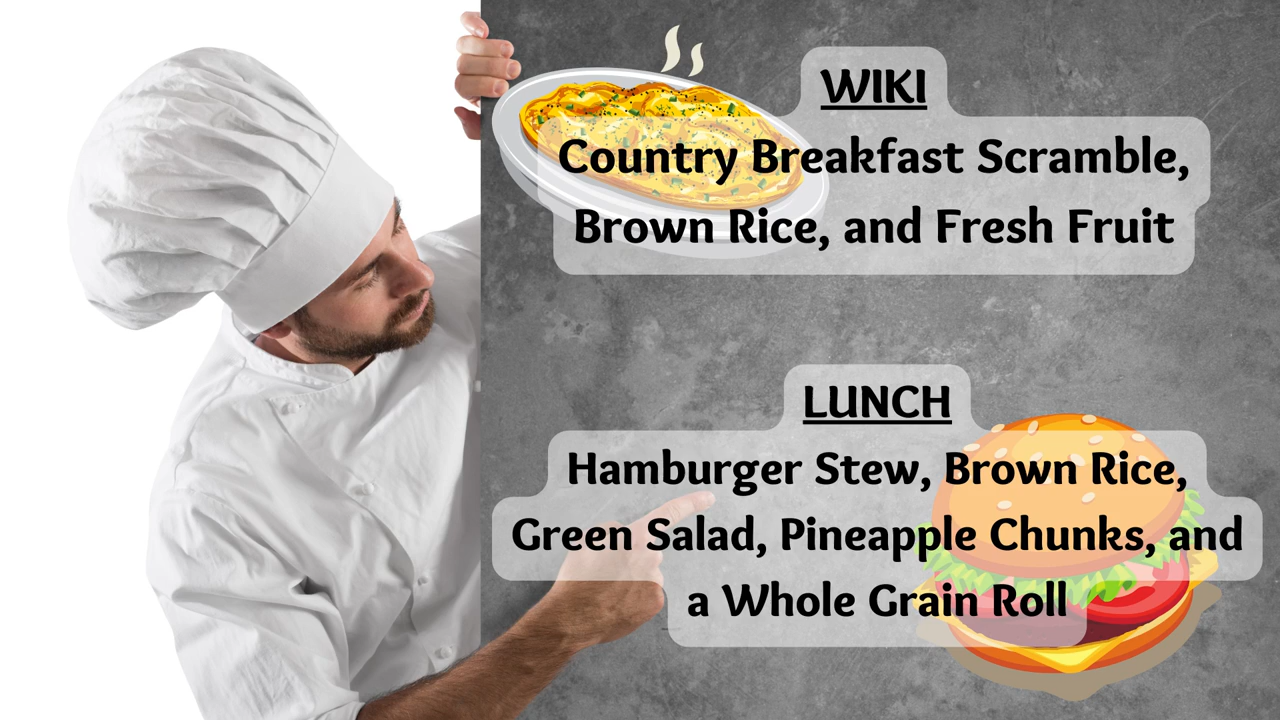 WIKI
Country Breakfast Scramble,
Brown Rice, and Fresh Fruit
LUNCH
Hamburger Stew, Brown Rice,
Green Salad, Pineapple Chunks, and
a Whole Grain Roll